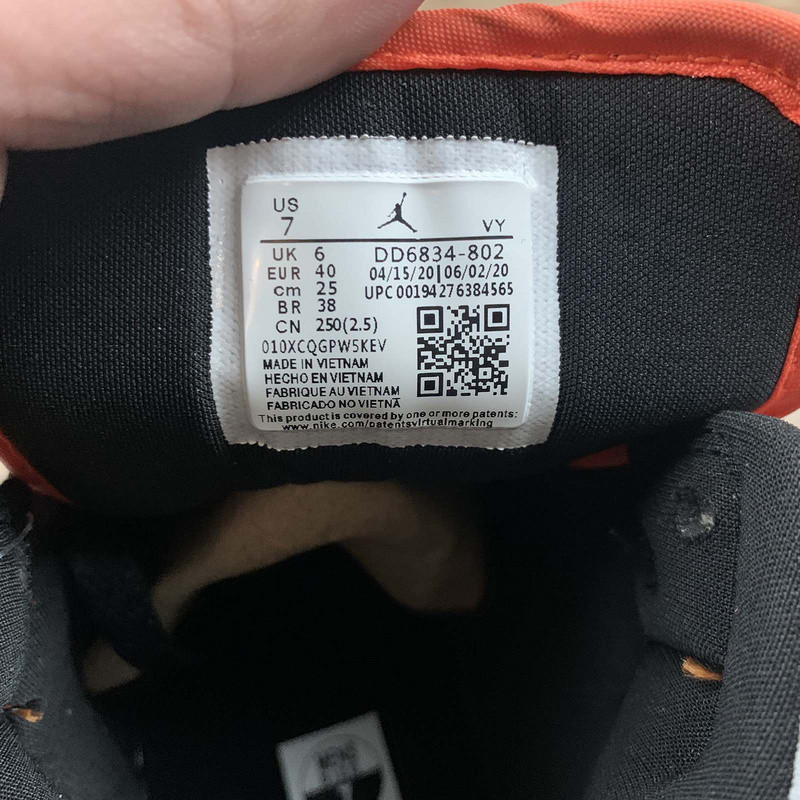 US
7
VY
UK 6 DD6834-802
EUR 40 04/15/20|06/02/20
cm 25 UPC 00194276384565
BR 38
CN 250(2.5)
010XCQGPW5KEV
MADE IN VIETNAM
HECHO EN VIETNAM
FABRIQUE AU VIETNAM
FABRICADO NO VIETNÃ
This product is covered by one or more patents:
www.nike.com/patentsvirtualmarking